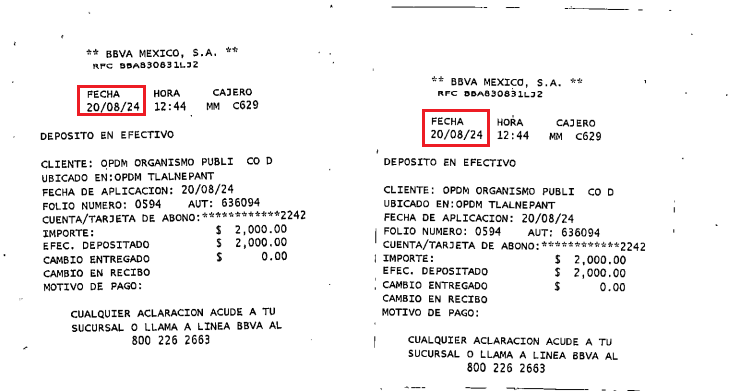 ** BBVA MEXICO, S.A. **
RFC BBA830831LJ2
FECHA HORA CAJERO
20/08/24 12:44 MM C629
DEPOSITO EN EFECTIVO
CLIENTE: OPDM ORGANISMO PUBLI CO D
UBICADO EN:OPDM TLALNEPANT
FECHA DE APLICACION: 20/08/24
FOLIO NUMERO: 0594 AUT: 636094
CUENTA/TARJETA DE ABONO:************2242
IMPORTE: $ 2,000.00
EFEC. DEPOSITADO $ 2,000.00
CAMBIO ENTREGADO $ 0.00
CAMBIO EN RECIBO
MOTIVO DE PAGO:
CUALQUIER ACLARACION ACUDE A TU
SUCURSAL O LLAMA A LINEA BBVA AL
800 226 2663
** BBVA MEXICO, S.A. **
RFC BBA830831LJ2
FECHA HORA CAJERO
20/08/24 12:44 MM C629
DEPOSITO EN EFECTIVO
CLIENTE: OPDM ORGANISMO PUBLI CO D
UBICADO EN:OPDM TLALNEPANT
FECHA DE APLICACION: 20/08/24
FOLIO NUMERO: 0594 AUT: 636094
CUENTA/TARJETA DE ABONO:************2242
IMPORTE: $ 2,000.00
EFEC. DEPOSITADO $ 2,000.00
CAMBIO ENTREGADO $ 0.00
CAMBIO EN RECIBO
MOTIVO DE PAGO:
CUALQUIER ACLARACION ACUDE A TU
SUCURSAL O LLAMA A LINEA BBVA AL
800 226 2663